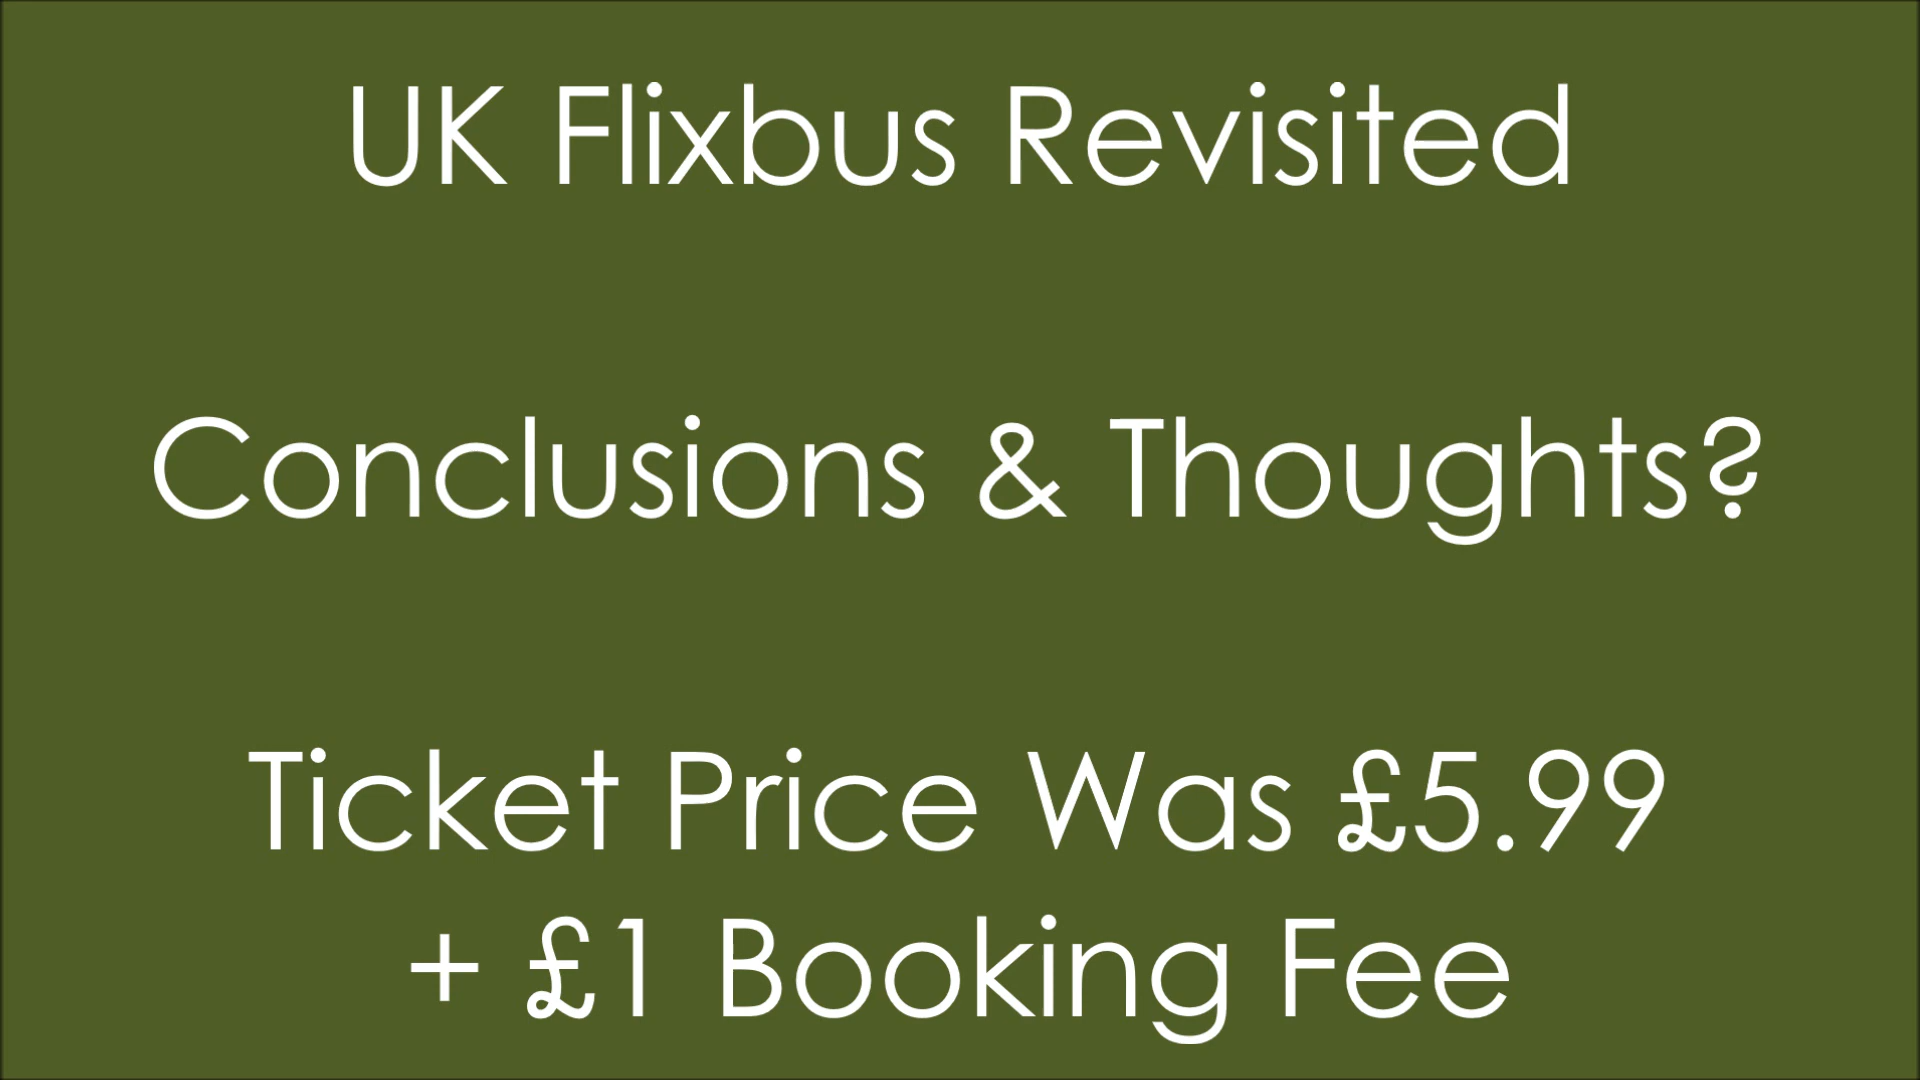 UK Flixbus Revisited
Conclusions & Thoughts?
Ticket Price Was £5.99
+ £1 Booking Fee